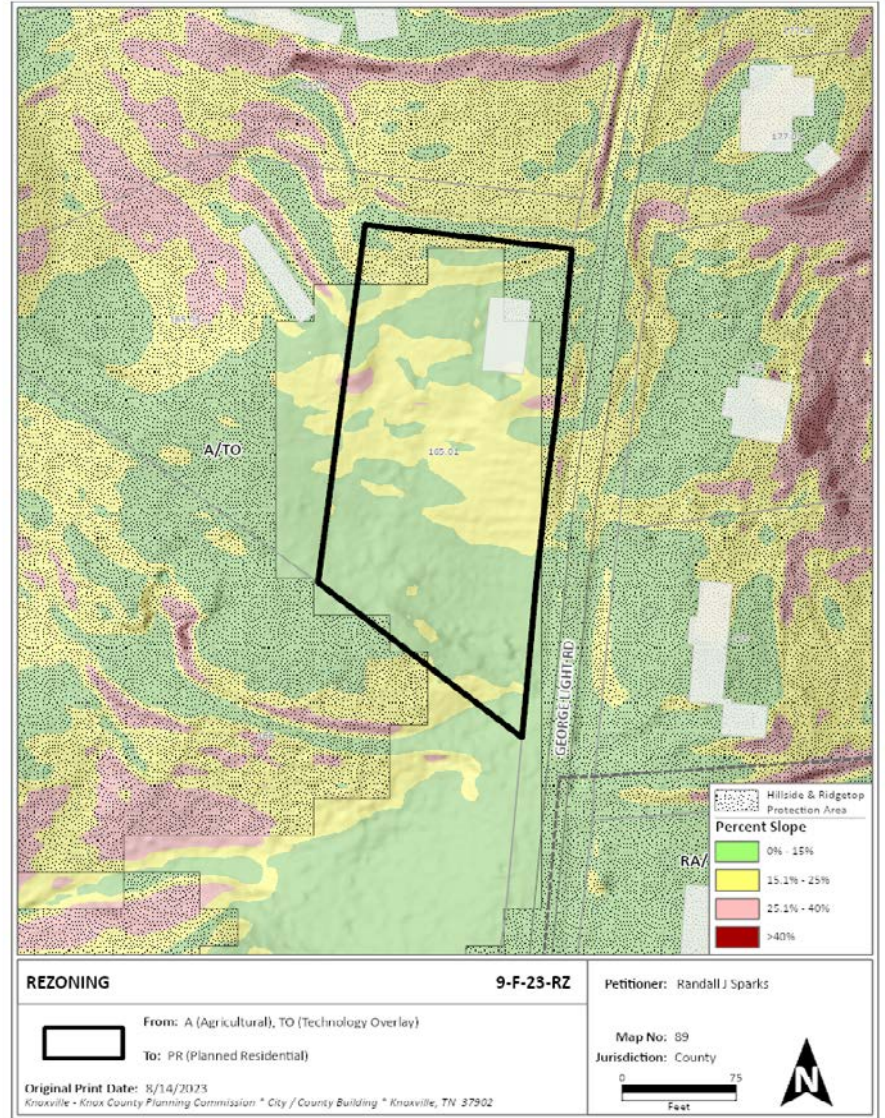 177.02
A/TO
165.01
GEORGE LIGHT RD
RA/
Hillside & Ridgetop
Protection Area
Percent Slope
0% - 15%
15.1% - 25%
25.1% - 40%
>40%
REZONING
9-F-23-RZ
From: A (Agricultural), TO (Technology Overlay)
To: PR (Planned Residential)
Original Print Date: 8/14/2023
Knoxville - Knox County Planning Commission * City / County Building * Knoxville, TN 37902
Petitioner: Randall J Sparks
Map No: 89
Jurisdiction: County
0
75
Feet
N